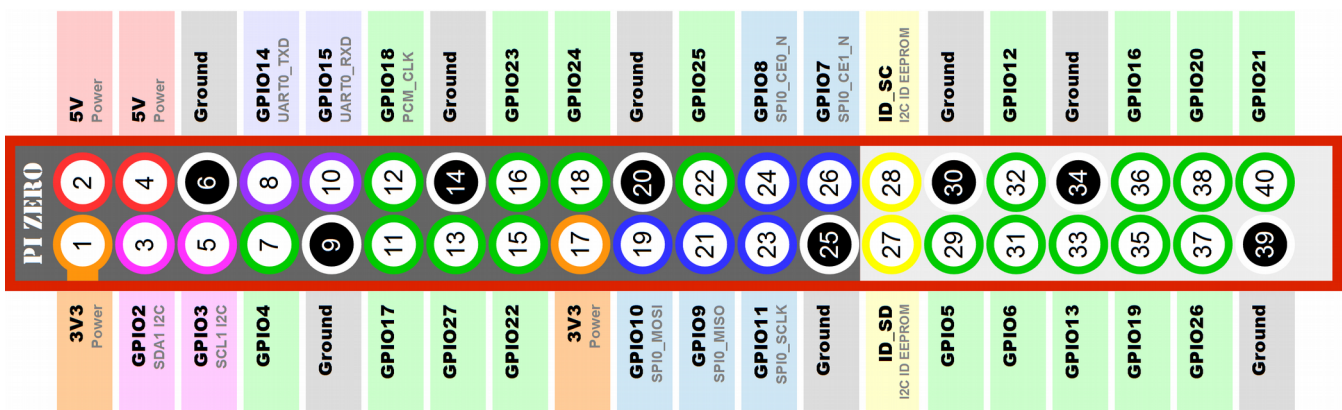 5V
Power
5V
Power
Ground
GPIO14
UART0_TXD
GPIO15
UART0_RXD
GPIO18
PCM_CLK
Ground
GPIO23
GPIO24
Ground
GPIO25
GPIO8
SPI0_CE0_N
GPIO7
SPI0_CE1_N
ID_SC
I2C ID EEPROM
Ground
GPIO12
Ground
GPIO16
GPIO20
GPIO21
PI ZERO
2
4
6
8
10
12
14
16
18
20
22
24
26
28
30
32
34
36
38
40
1
3
5
7
9
11
13
15
17
19
21
23
25
27
29
31
33
35
37
39
3V3
Power
GPIO2
SDA1 I2C
GPIO3
SCL1 I2C
GPIO4
Ground
GPIO17
GPIO27
GPIO22
3V3
Power
GPIO10
SPI0_MOSI
GPIO9
SPI0_MISO
GPIO11
SPI0_SCLK
Ground
ID_SD
I2C ID EEPROM
GPIO5
GPIO6
GPIO13
GPIO19
GPIO26
Ground